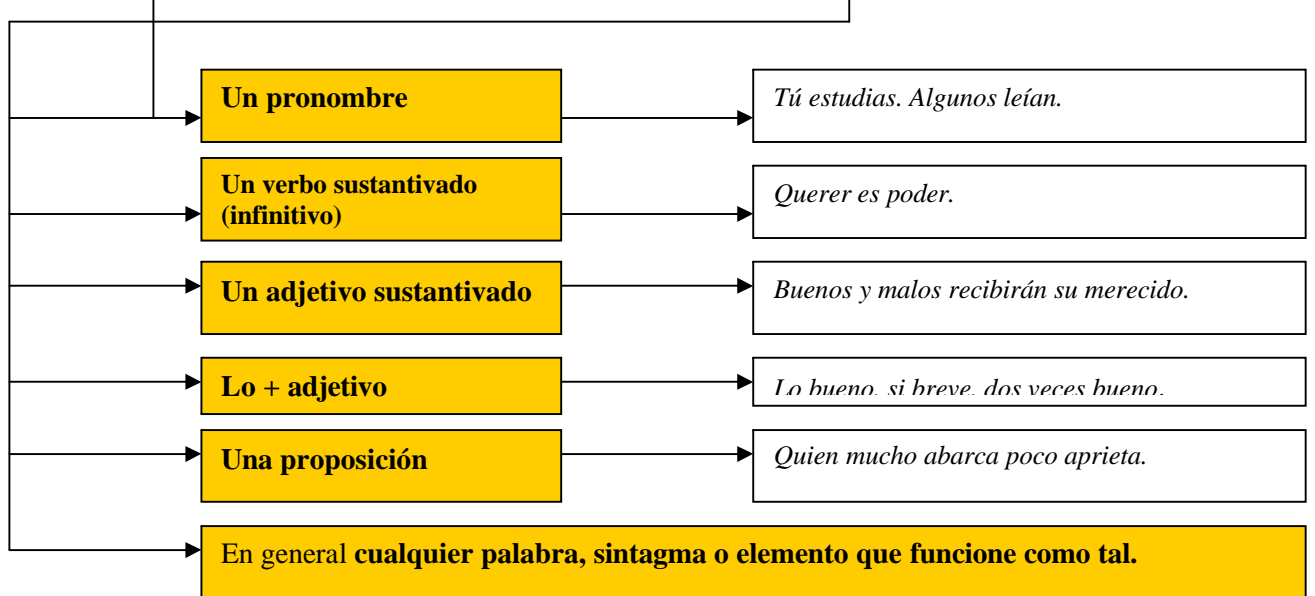 Un pronombre
Tú estudias. Algunos leían.
Un verbo sustantivado
(infinitivo)
Querer es poder.
Un adjetivo sustantivado
Buenos y malos recibirán su merecido.
Lo + adjetivo
Lo bueno, si breve, dos veces bueno.
Una proposición
Quien mucho abarca poco aprieta.
En general cualquier palabra, sintagma o elemento que funcione como tal.